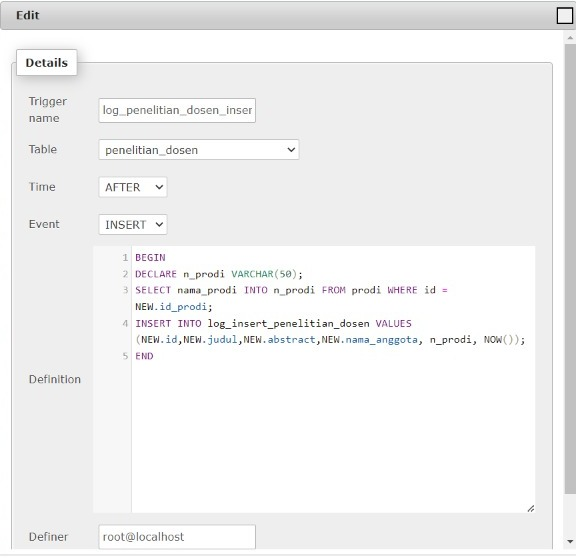 Edit
Details
Trigger
name
log_penelitian_dosen_inser
Table
penelitian_dosen
Time
AFTER
Event
INSERT
Definition
1 BEGIN
2 DECLARE n_prodi VARCHAR(50);
3 SELECT nama_prodi INTO n_prodi FROM prodi WHERE id =
NEW.id_prodi;
4 INSERT INTO log_insert_penelitian_dosen VALUES
(NEW.id,NEW.judul,NEW.abstract,NEW.nama_anggota, n_prodi, NOW());
5 END
Definer
root@localhost